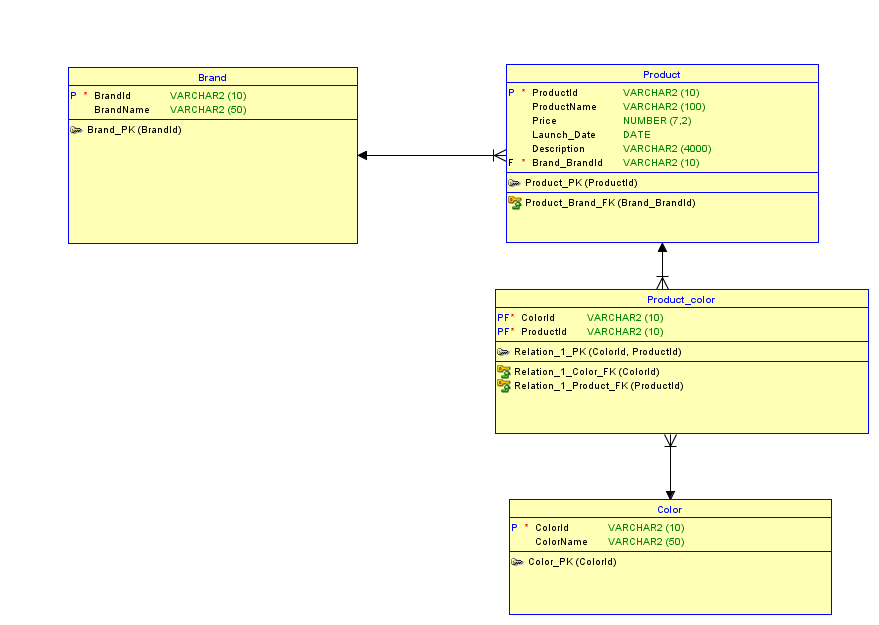 Brand
P * BrandId VARCHAR2 (10)
BrandName VARCHAR2 (50)
Brand_PK (BrandId)
Product
P * ProductId VARCHAR2 (10)
ProductName VARCHAR2 (100)
Price NUMBER (7,2)
Launch_Date DATE
Description VARCHAR2 (4000)
F * Brand_BrandId VARCHAR2 (10)
Product_PK (ProductId)
Product_Brand_FK (Brand_BrandId)
Product_color
PF* ColorId VARCHAR2 (10)
PF* ProductId VARCHAR2 (10)
Relation_1_PK (ColorId, ProductId)
Relation_1_Color_FK (ColorId)
Relation_1_Product_FK (ProductId)
Color
P * ColorId VARCHAR2 (10)
ColorName VARCHAR2 (50)
Color_PK (ColorId)